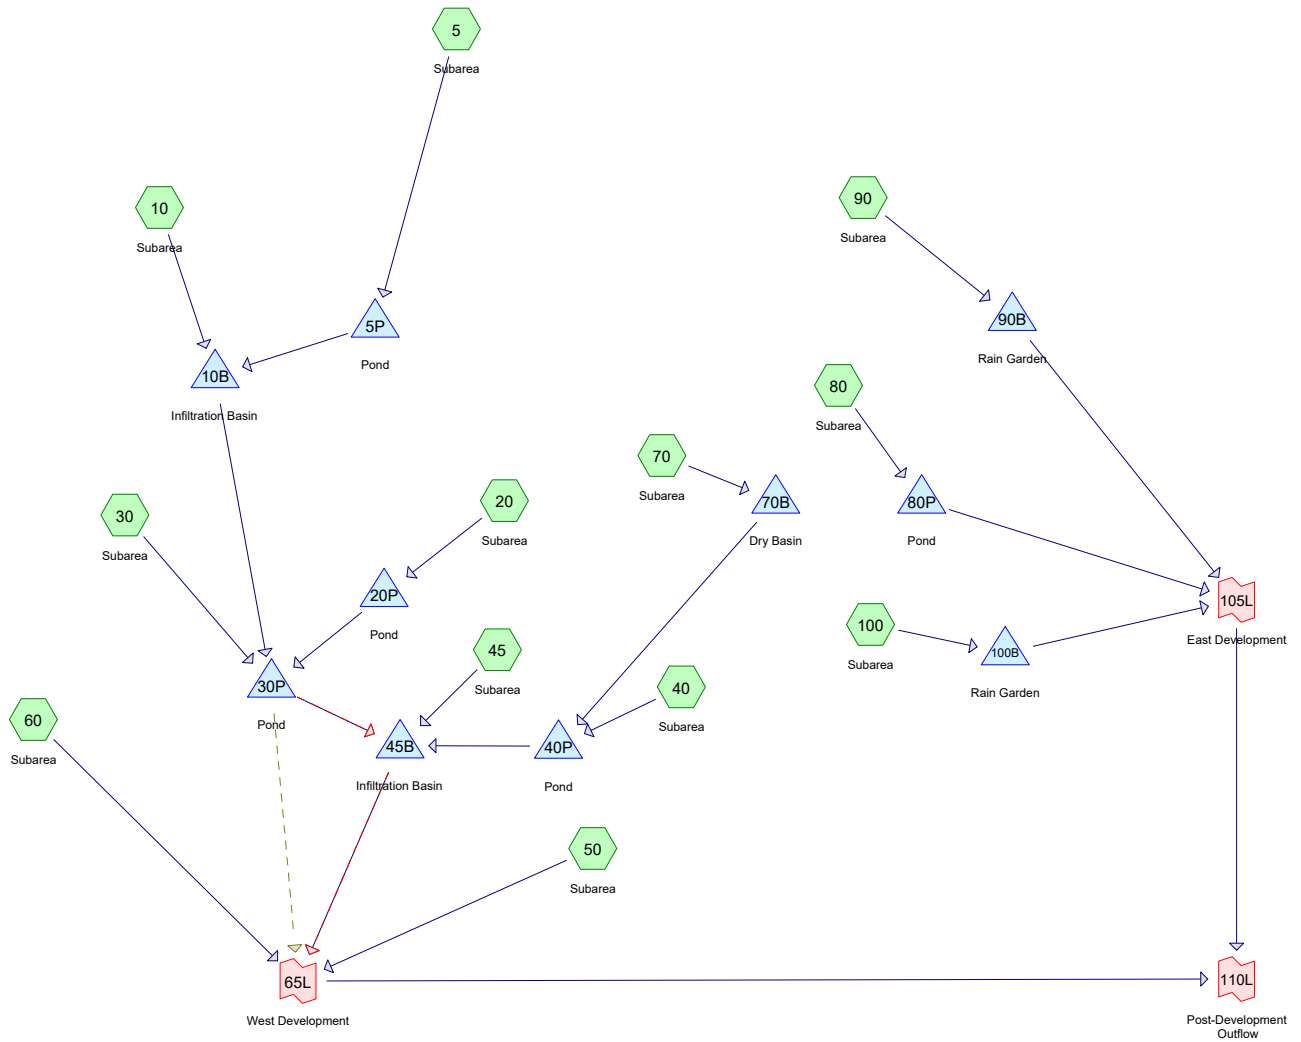 5
Subarea
10
Subarea
90
Subarea
5P
Pond
90B
Rain Garden
10B
Infiltration Basin
80
Subarea
70
Subarea
20
Subarea
70B
Dry Basin
80P
Pond
30
Subarea
20P
Pond
105L
East Development
100
Subarea
100B
Rain Garden
45
Subarea
30P
Pond
40
Subarea
60
Subarea
45B
Infiltration Basin
40P
Pond
50
Subarea
65L
West Development
110L
Post-Development
Outflow